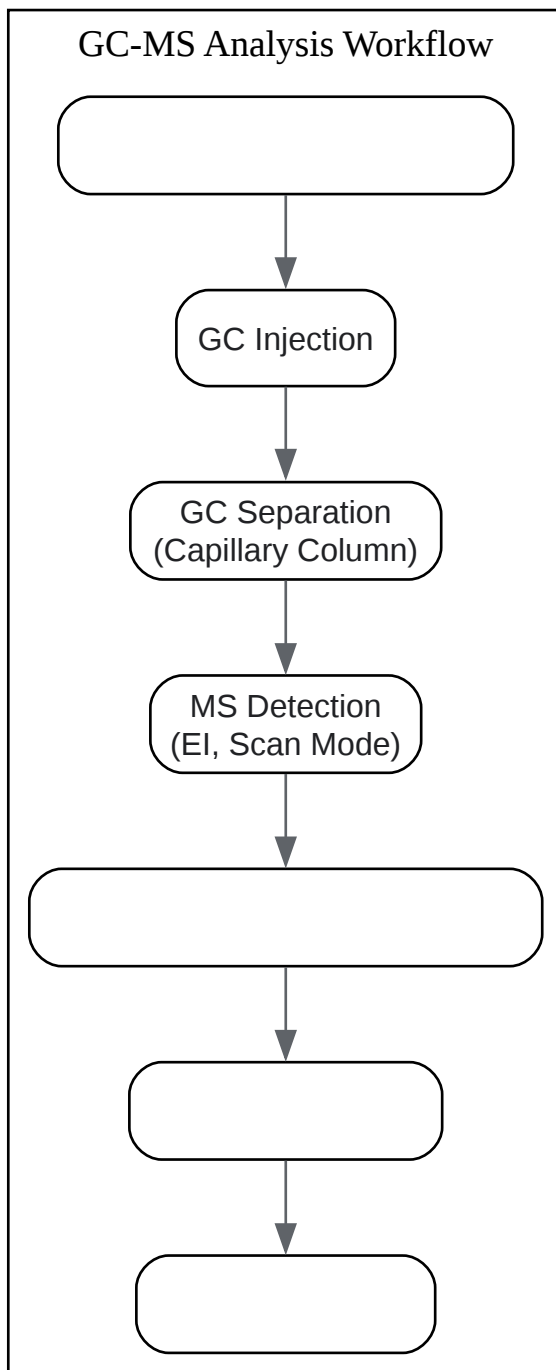 GC-MS Analysis Workflow
GC Injection
GC Separation
(Capillary Column)
MS Detection
(EI, Scan Mode)